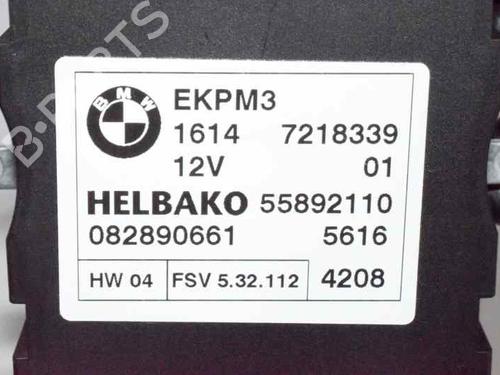 B-PARTS
BMW
EKPM3
1614 7218339
12V 01
HELBAKO 55892110
082890661 5616
HW 04 FSV 5.32.112 4208